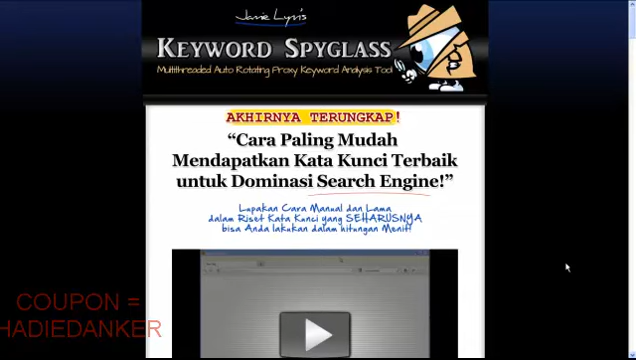 Jamie Lyn's
KEYWORD SPYGLASS
Multithreaded Auto Rotating Proxy Keyword Analysis Tool
AKHIRNYA TERUNGKAP!
“Cara Paling Mudah
Mendapatkan Kata Kunci Terbaik
untuk Dominasi Search Engine!”
Lupakan Cara Manual dan Lama
dalam Riset Kata Kunci yang SEHARUSNYA
bisa Anda lakukan dalam hitungan Menit!
COUPON =
HADIEDANKER